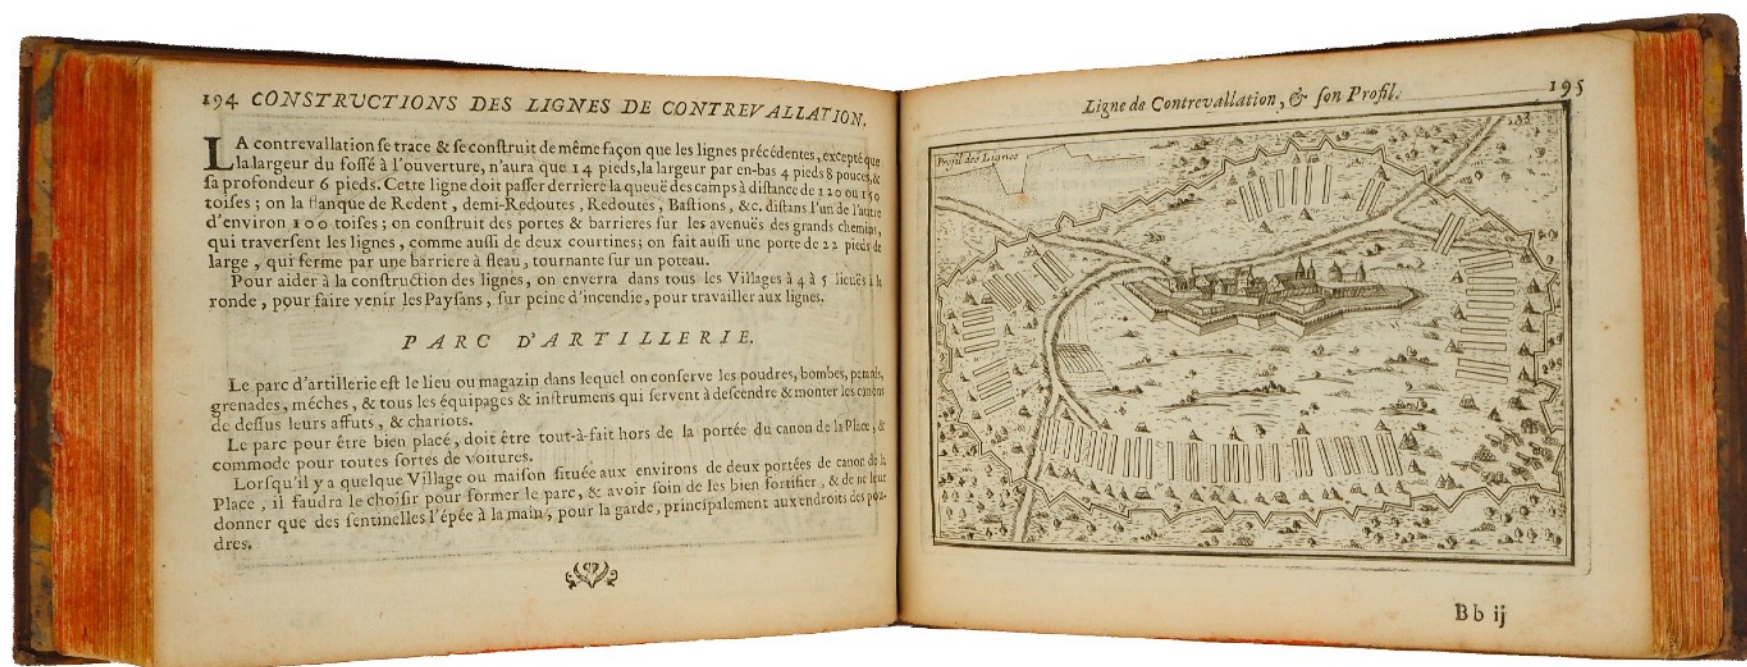 194 CONSTRUCTIONS DES LIGNES DE CONTREVALLATION.
LA contrevallation ſe trace & ſe conſtruit de même façon que les lignes précédentes, excepté que
la largeur du foſſé à l'ouverture, n'aura que 14 pieds, la largeur par en-bas 4 pieds 8 pouces, &
ſa profondeur 6 pieds. Cette ligne doit paſſer derriere la queuë des camps à diſtance de 120 ou 150
toiſes ; on la flanque de Redent, demi-Redoutes, Redoutes, Baſtions, &c. diſtans l'un de l'autre
d'environ 100 toiſes ; on conſtruit des portes & barrieres ſur les avenuës des grands chemins,
qui traverſent les lignes, comme auſſi de deux courtines; on fait auſſi une porte de 22 pieds de
large, qui ferme par une barriere à fleau, tournante ſur un poteau.
Pour aider à la conſtruction des lignes, on enverra dans tous les Villages à 4 à 5 lieuës à la
ronde, pour faire venir les Payſans, ſur peine d'incendie, pour travailler aux lignes.
PARC D'ARTILLERIE.
Le parc d'artillerie eſt le lieu ou magazin dans lequel on conſerve les poudres, bombes, petards,
grenades, méches, & tous les équipages & inſtrumens qui ſervent à deſcendre & monter les canons
de deſſus leurs affuts, & chariots.
Le parc pour être bien placé, doit être tout-à-fait hors de la portée du canon de la Place, &
commode pour toutes ſortes de voitures.
Lorſqu'il y a quelque Village ou maiſon ſituée aux environs de deux portées de canon de la
Place, il faudra le choiſir pour former le parc, & avoir ſoin de les bien fortifier, & de ne leur
donner que des ſentinelles l'épée à la main, pour la garde, principalement aux endroits des pou-
dres.
Ligne de Contrevallation, & ſon Profil. 195
Profil des Lignes
Bb ij